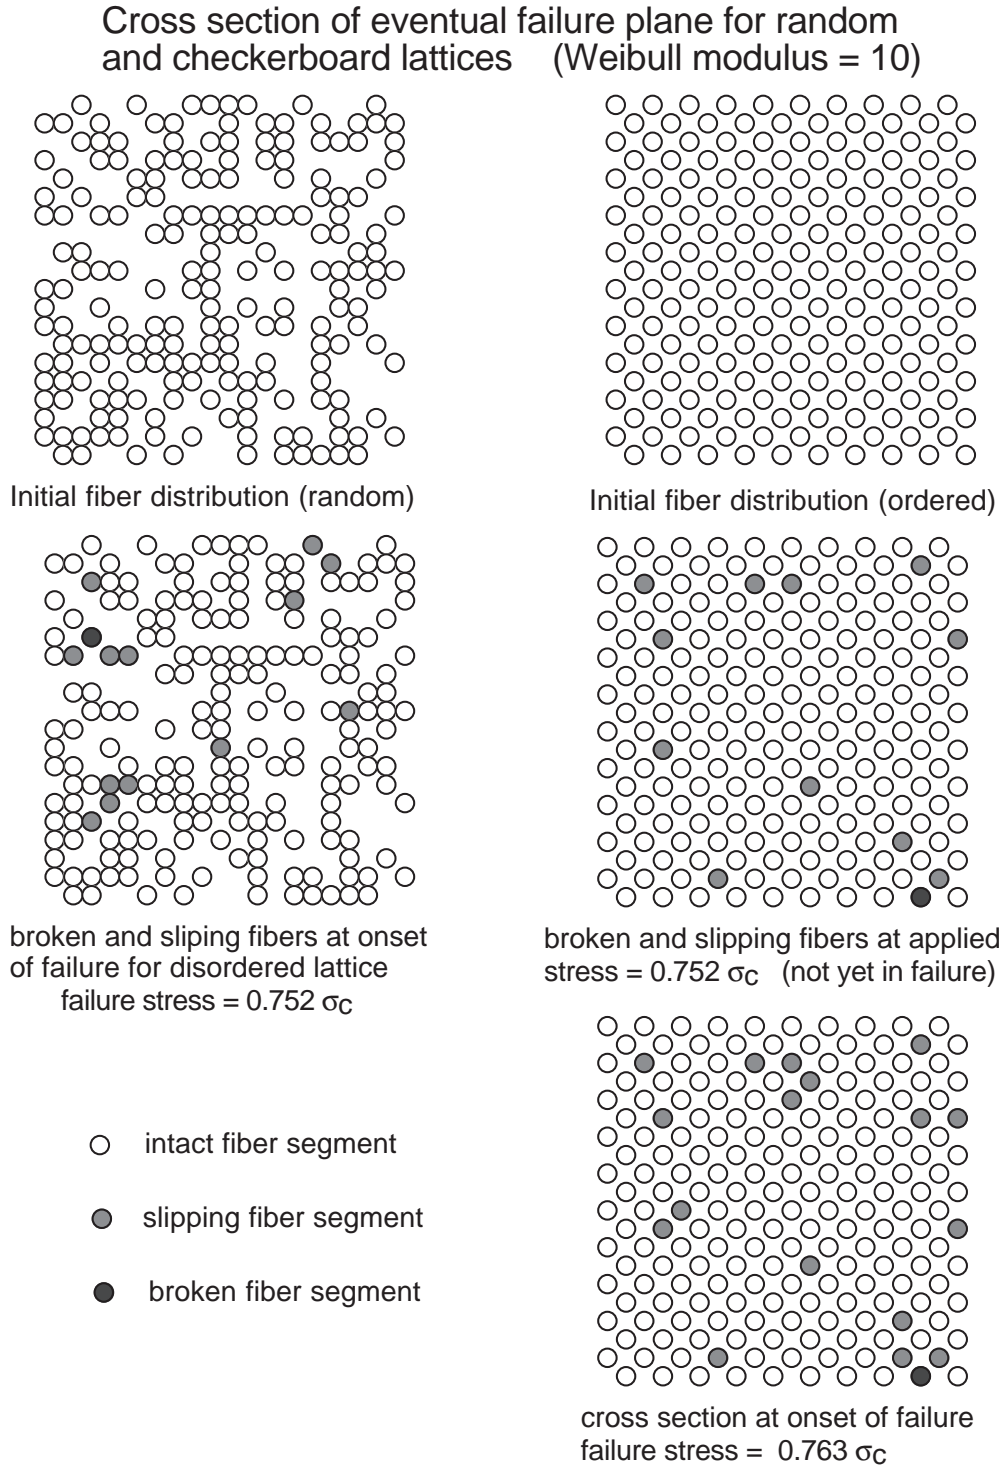 Cross section of eventual failure plane for random
and checkerboard lattices (Weibull modulus = 10)
Initial fiber distribution (random)
Initial fiber distribution (ordered)
broken and sliping fibers at onset
of failure for disordered lattice
failure stress = 0.752 σc
broken and slipping fibers at applied
stress = 0.752 σc (not yet in failure)
intact fiber segment
slipping fiber segment
broken fiber segment
cross section at onset of failure
failure stress = 0.763 σc